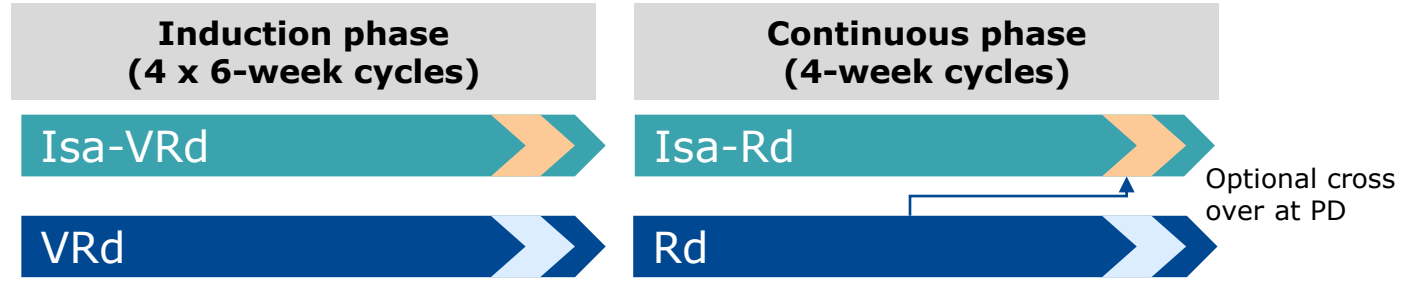 Induction phase
(4 x 6-week cycles)
Continuous phase
(4-week cycles)
Isa-VRd
Isa-Rd
Optional cross
over at PD
VRd
Rd